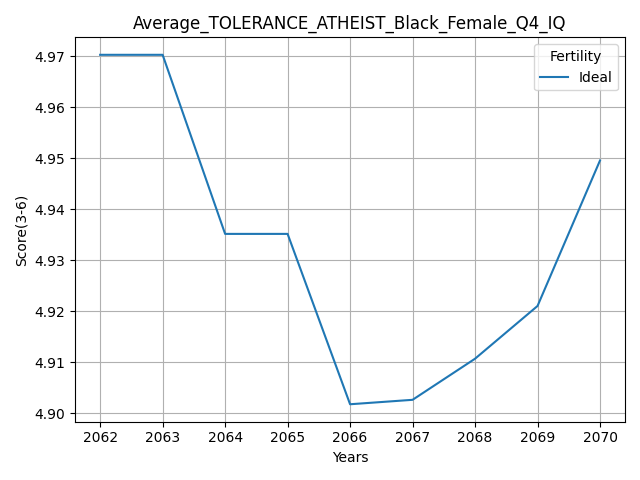 Average_TOLERANCE_ATHEIST_Black_Female_Q4_IQ
Fertility
Ideal
Score(3-6)
4.97
4.96
4.95
4.94
4.93
4.92
4.91
4.90
2062 2063 2064 2065 2066 2067 2068 2069 2070
Years